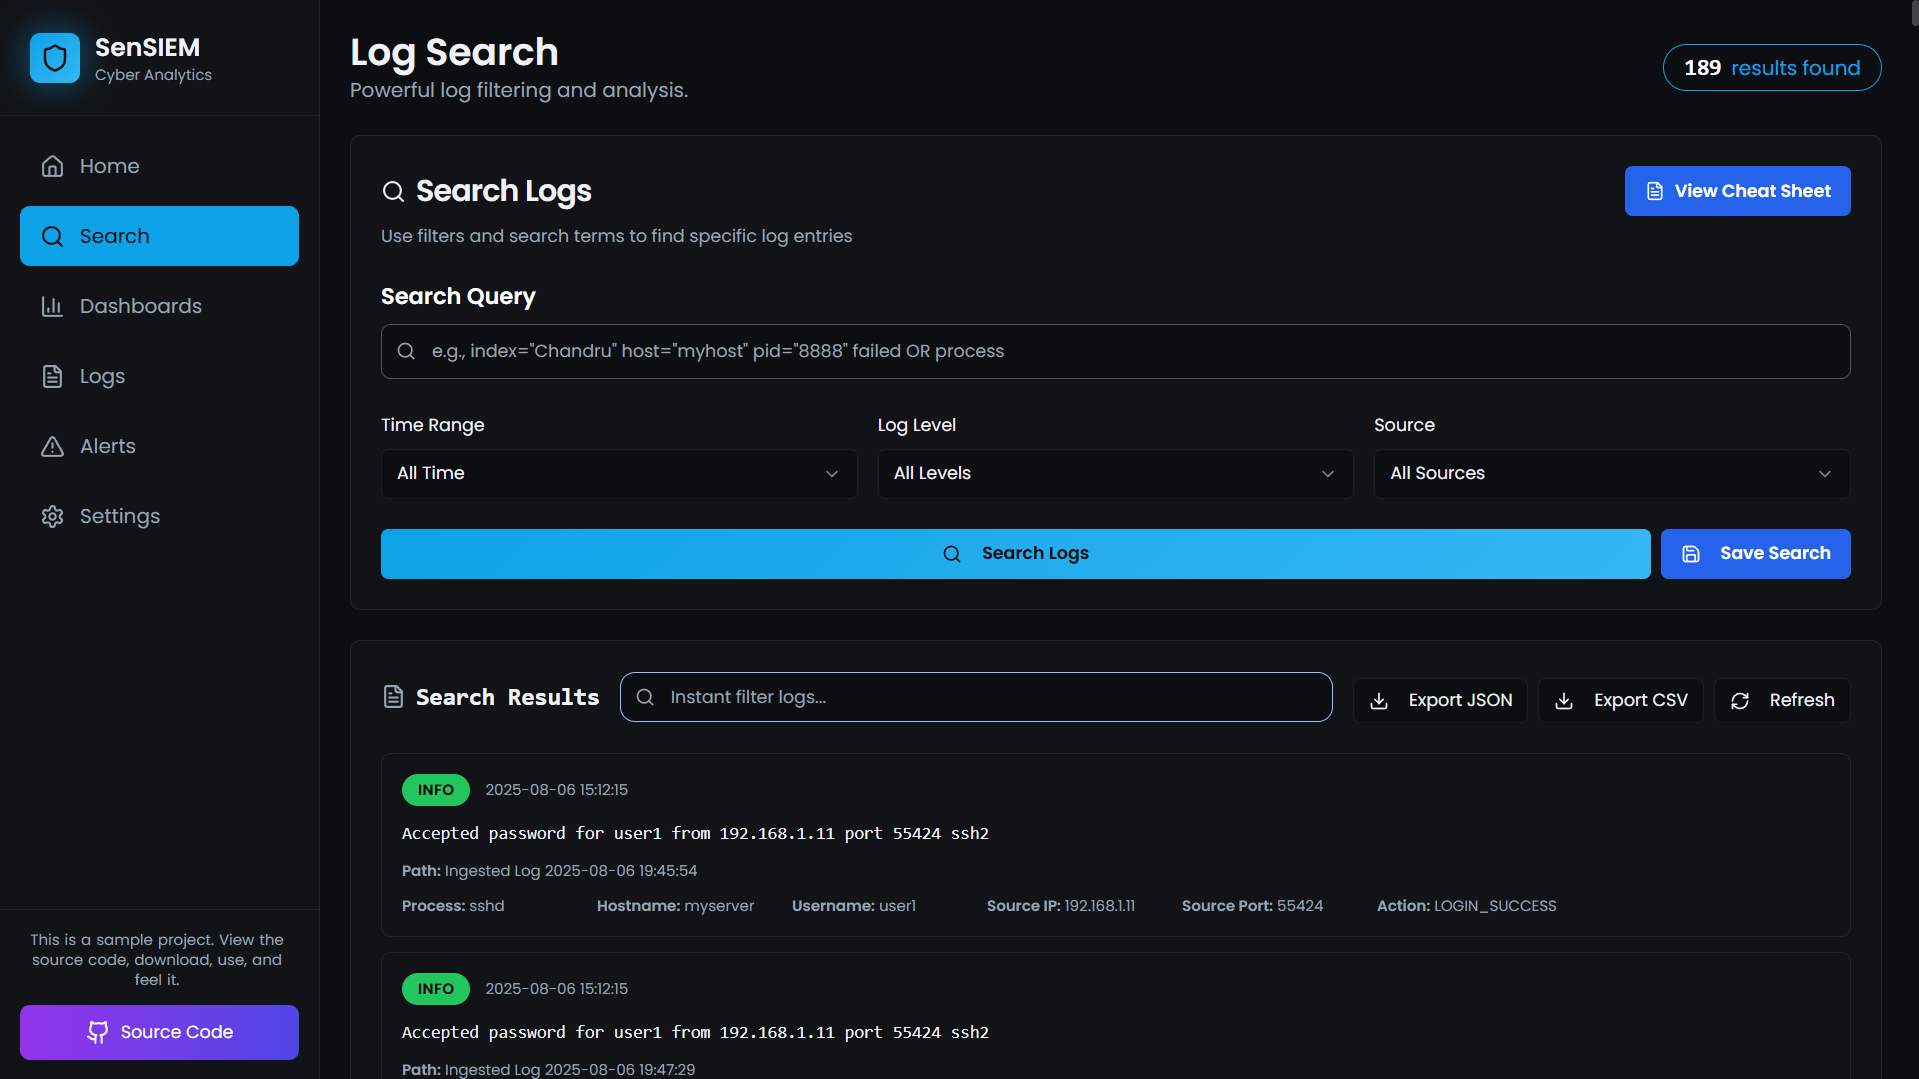 SenSIEM
Cyber Analytics
Home
Search
Dashboards
Logs
Alerts
Settings
This is a sample project. View the
source code, download, use, and
feel it.
Source Code
Log Search
Powerful log filtering and analysis.
189 results found
Search Logs
View Cheat Sheet
Use filters and search terms to find specific log entries
Search Query
e.g., index="Chandru" host="myhost" pid="8888" failed OR process
Time Range
Log Level
Source
All Time
All Levels
All Sources
Search Logs
Save Search
Search Results
Instant filter logs...
Export JSON
Export CSV
Refresh
INFO 2025-08-06 15:12:15
Accepted password for user1 from 192.168.1.11 port 55424 ssh2
Path: Ingested Log 2025-08-06 19:45:54
Process: sshd Hostname: myserver Username: user1 Source IP: 192.168.1.11 Source Port: 55424 Action: LOGIN_SUCCESS
INFO 2025-08-06 15:12:15
Accepted password for user1 from 192.168.1.11 port 55424 ssh2
Path: Ingested Log 2025-08-06 19:47:29